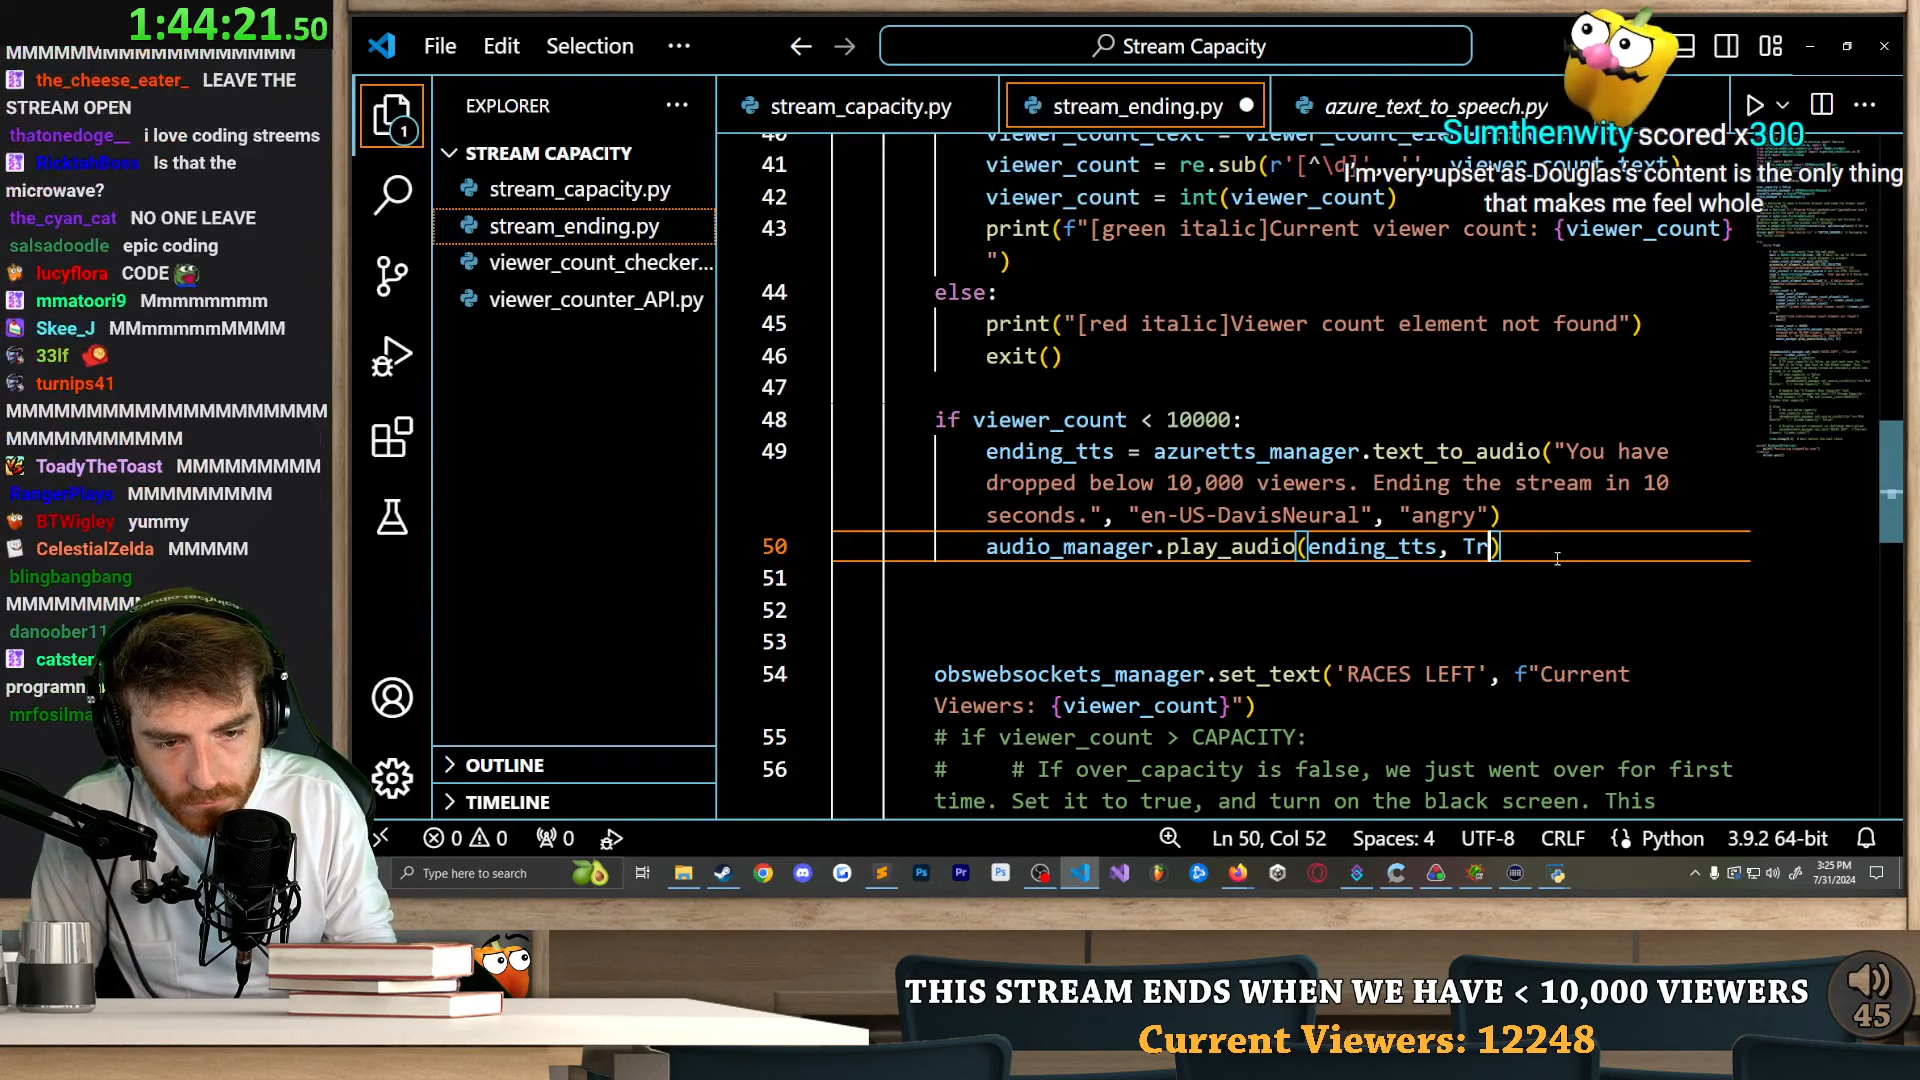 1:44:21.50
MMMMMMMMMMMMMMMMMM
the_cheese_eater_ LEAVE THE
STREAM OPEN
thatonedoge__ i love coding streems
RicktahBoss Is that the
microwave?
the_cyan_cat NO ONE LEAVE
salsadoodle epic coding
lucyflora CODE
mmatoori9 Mmmmmmmm
Skee_J MMmmmmmMMMM
33lf
turnips41
MMMMMMMMMMMMMMMMMMMM
MMMMMMMMMMM
ToadyTheToast MMMMMMMMM
RangerPlays MMMMMMMMM
BTWigley yummy
CelestialZelda MMMMM
blingbangbang
danoober11
File Edit Selection ···
Stream Capacity
EXPLORER ···
STREAM CAPACITY
stream_capacity.py
stream_ending.py
viewer_count_checker...
viewer_counter_API.py
OUTLINE
TIMELINE
1
stream_capacity.py
stream_ending.py
azure_text_to_speech.py
Sumthenwity scored x300
I'm very upset as Douglas's content is the only thing
that makes me feel whole
41 viewer_count = re.sub(r'[^\d]', '', viewer_count_text)
42 viewer_count = int(viewer_count)
43 print(f"[green italic]Current viewer count: {viewer_count}
")
44 else:
45 print("[red italic]Viewer count element not found")
46 exit()
47
48 if viewer_count < 10000:
49 ending_tts = azuretts_manager.text_to_audio("You have
dropped below 10,000 viewers. Ending the stream in 10
seconds.", "en-US-DavisNeural", "angry")
50 audio_manager.play_audio(ending_tts, Tr)
51
52
53
54 obswebsockets_manager.set_text('RACES LEFT', f"Current
Viewers: {viewer_count}")
55 # if viewer_count > CAPACITY:
56 # # If over_capacity is false, we just went over for first
time. Set it to true, and turn on the black screen. This
0 0 0
Ln 50, Col 52 Spaces: 4 UTF-8 CRLF Python 3.9.2 64-bit
Type here to search
3:25 PM
7/31/2024
THIS STREAM ENDS WHEN WE HAVE < 10,000 VIEWERS
Current Viewers: 12248
45